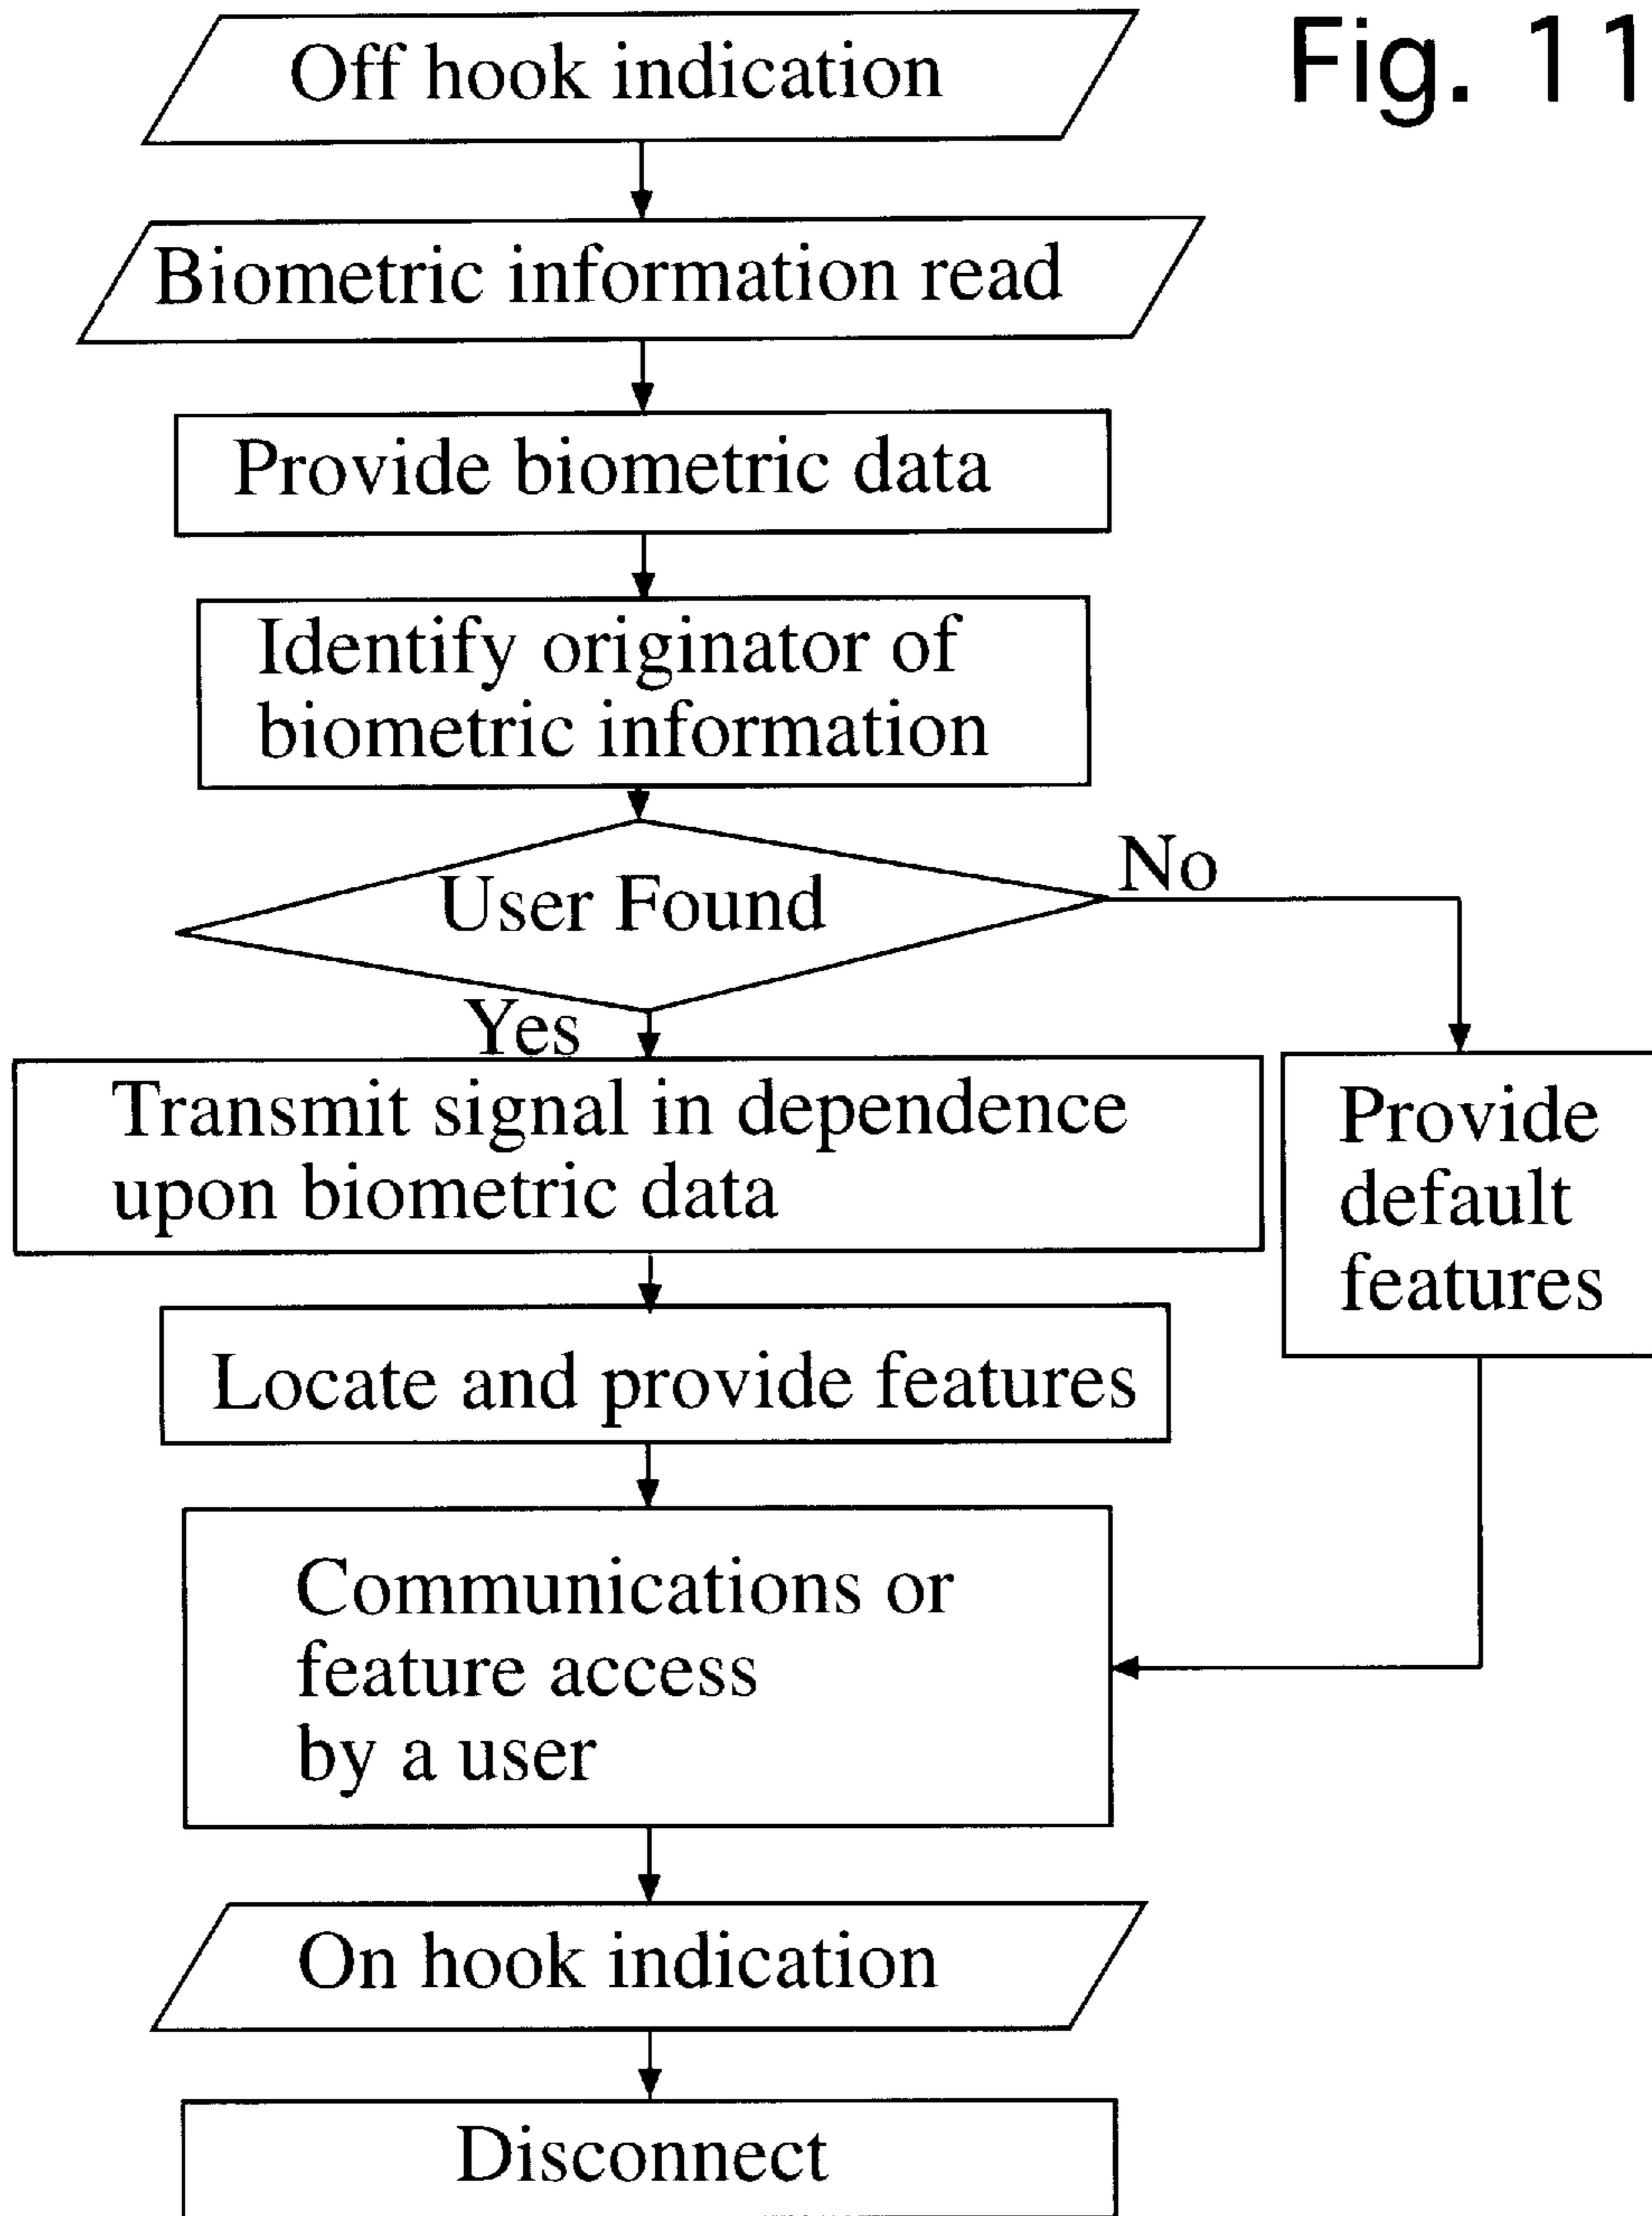 Fig. 11
Off hook indication
Biometric information read
Provide biometric data
Identify originator of
biometric information
User Found
No
Yes
Transmit signal in dependence
upon biometric data
Provide
default
features
Locate and provide features
Communications or
feature access
by a user
On hook indication
Disconnect